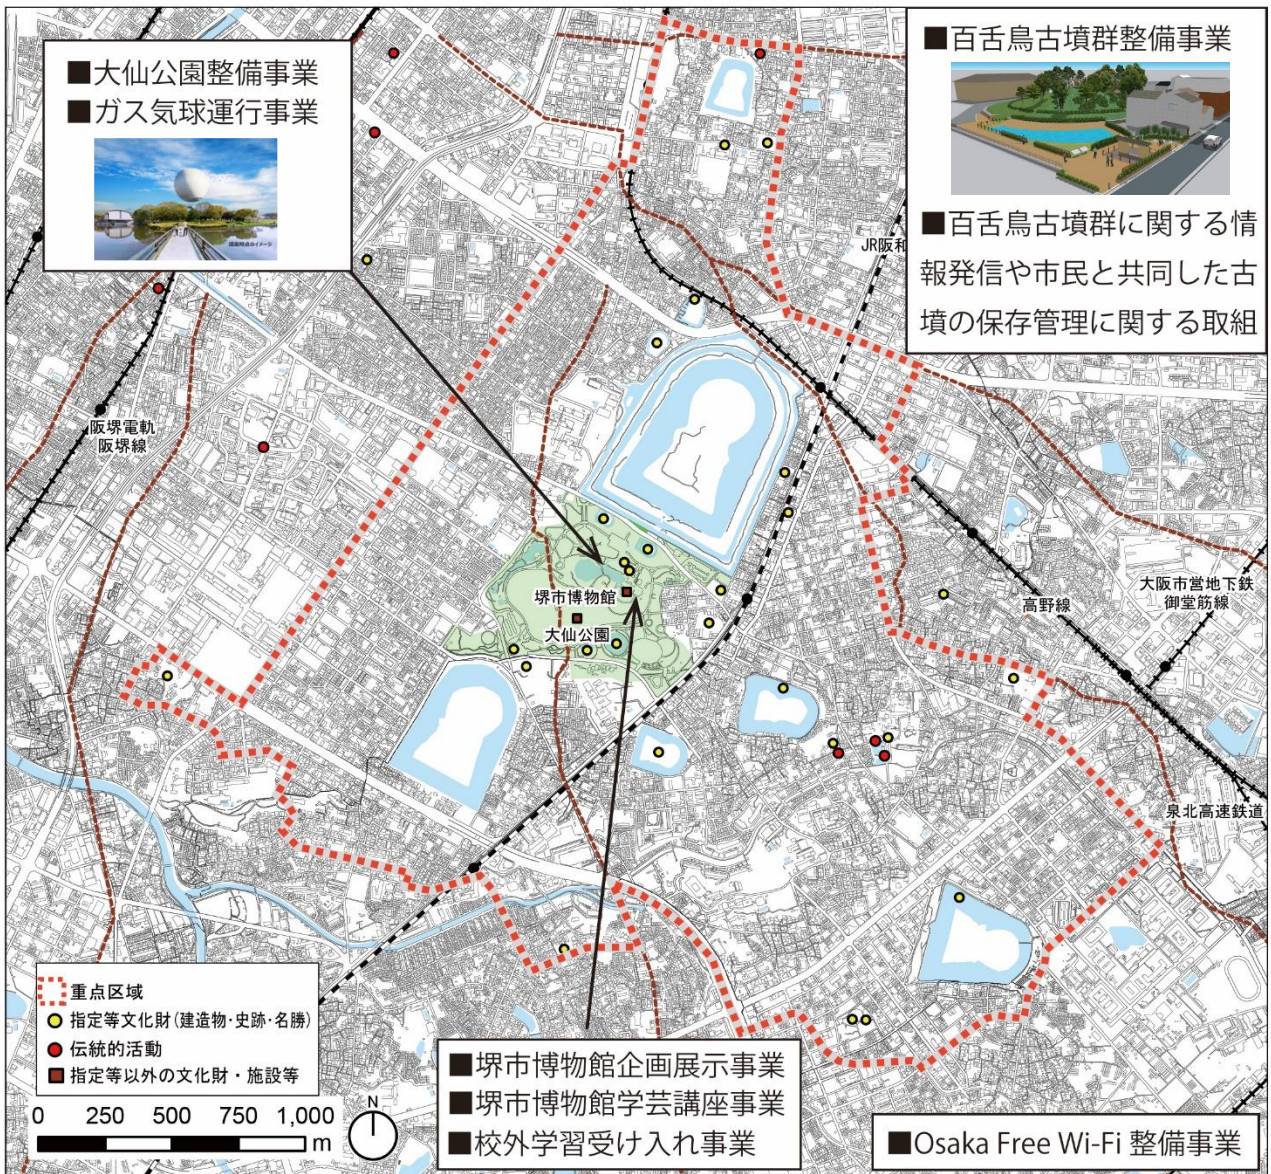 ■大仙公園整備事業
■ガス気球運行事業
■百舌鳥古墳群整備事業
■百舌鳥古墳群に関する情
報発信や市民と共同した古
墳の保存管理に関する取組
JR阪和
阪堺電軌
阪堺線
堺市博物館
大仙公園
高野線
大阪市営地下鉄
御堂筋線
泉北高速鉄道
重点区域
指定等文化財(建造物・史跡・名勝)
伝統的活動
指定等以外の文化財・施設等
0 250 500 750 1,000
m
N
■堺市博物館企画展示事業
■堺市博物館学芸講座事業
■校外学習受け入れ事業
■Osaka Free Wi-Fi 整備事業